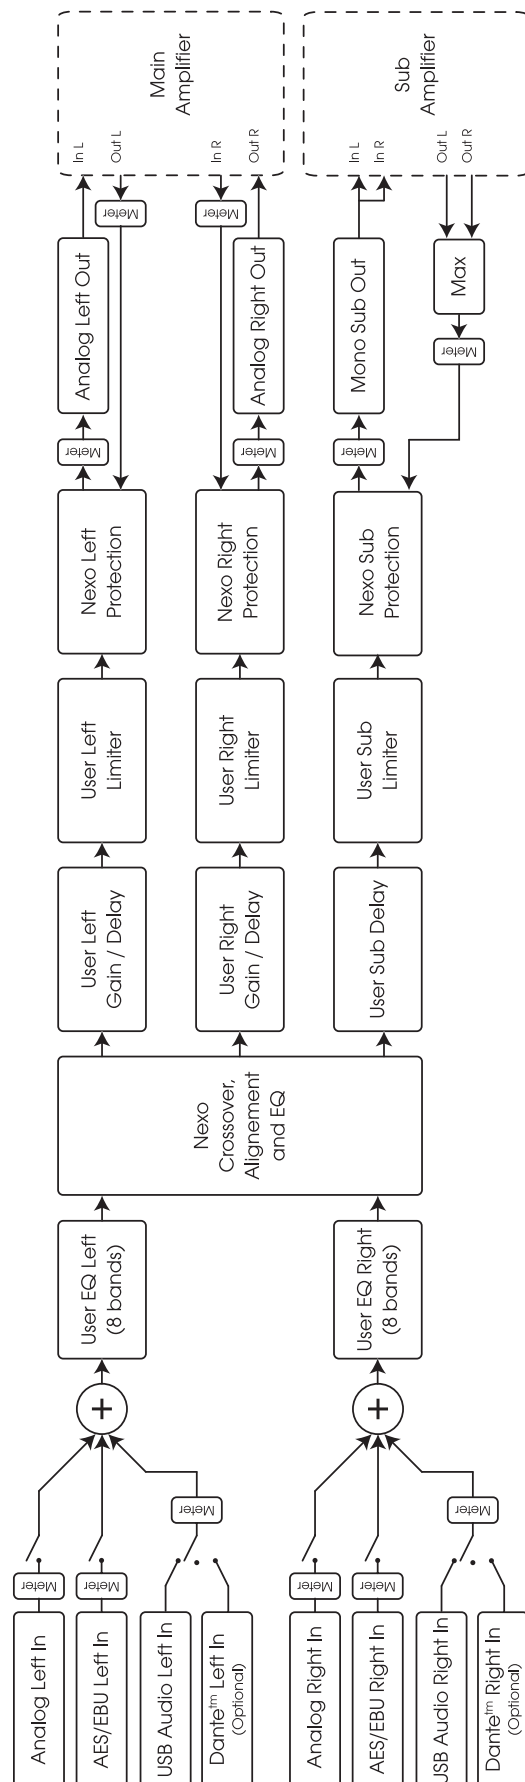 Analog Left In
Meter
AES/EBU Left In
Meter
USB Audio Left In
Dante™ Left In
(Optional)
Meter
+
User EQ Left
(8 bands)
Analog Right In
Meter
AES/EBU Right In
Meter
USB Audio Right In
Dante™ Right In
(Optional)
Meter
+
User EQ Right
(8 bands)
Nexo
Crossover,
Alignement
and EQ
User Left
Gain / Delay
User Left
Limiter
Nexo Left
Protection
Meter
Analog Left Out
Meter
User Right
Gain / Delay
User Right
Limiter
Nexo Right
Protection
Meter
Analog Right Out
Meter
User Sub Delay
User Sub
Limiter
Nexo Sub
Protection
Meter
Mono Sub Out
Meter
Max
In L
Out L
In R
Out R
Main
Amplifier
In L
In R
Out L
Out R
Sub
Amplifier